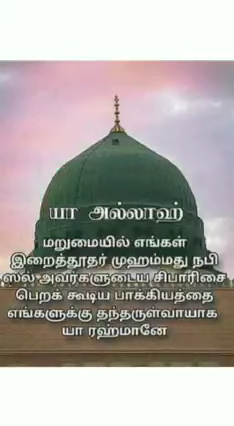 யா அல்லாஹ்
மறுமையில் எங்கள்
இறைத்தூதர் முஹம்மது நபி
ஸல் அவர்களுடைய சிபாரிசை
பெறக் கூடிய பாக்கியத்தை
எங்களுக்கு தந்தருள்வாயாக
யா ரஹ்மானே